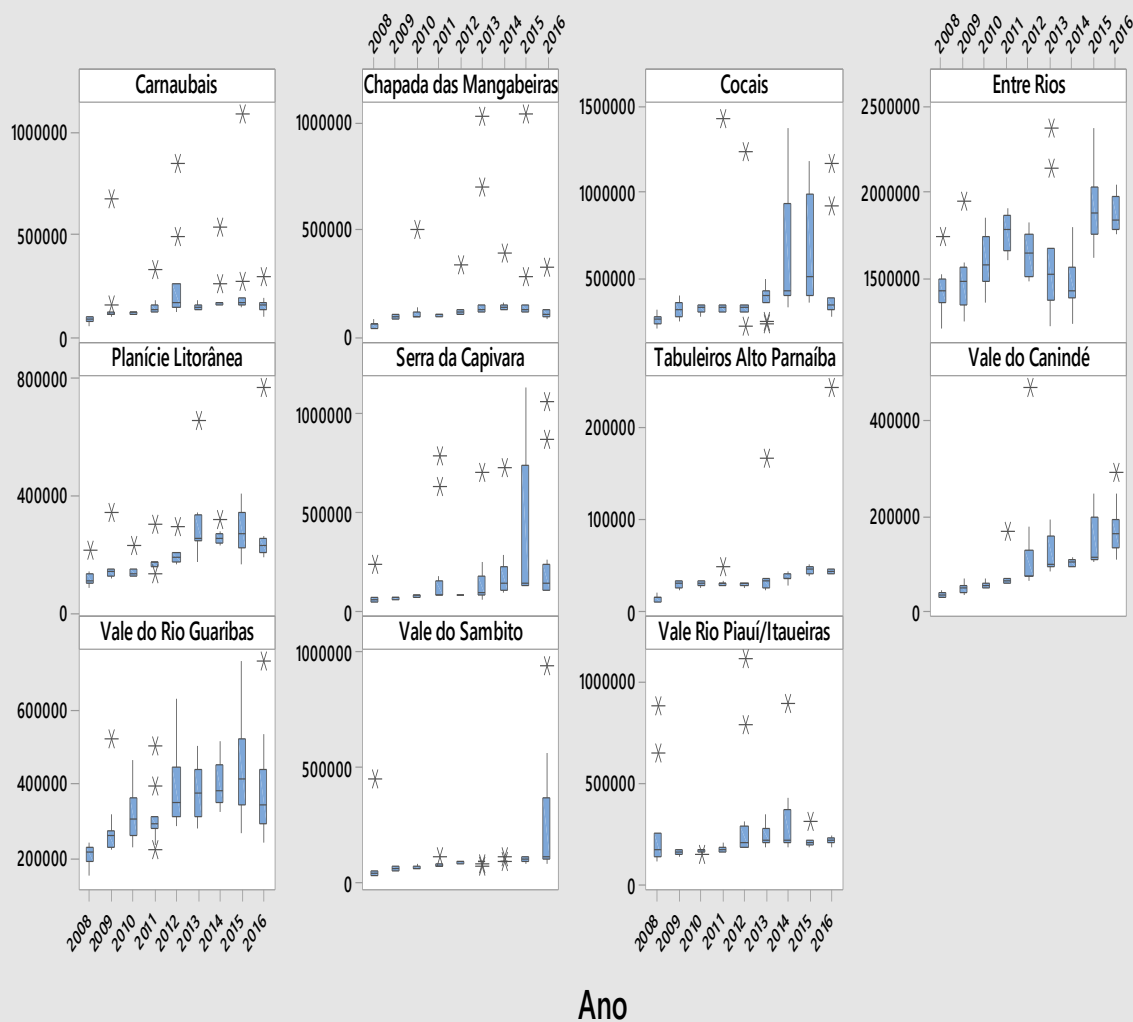 2008 2009 2010 2011 2012 2013 2014 2015 2016
2008 2009 2010 2011 2012 2013 2014 2015 2016
Carnaubais
Chapada das Mangabeiras
Cocais
Entre Rios
1000000
500000
0
1000000
500000
0
1500000
1000000
500000
2500000
2000000
1500000
Planície Litorânea
Serra da Capivara
Tabuleiros Alto Parnaíba
Vale do Canindé
800000
400000
0
1000000
500000
0
200000
100000
0
400000
200000
0
Vale do Rio Guaribas
Vale do Sambito
Vale Rio Piauí/Itaueiras
600000
400000
200000
1000000
500000
0
1000000
500000
0
2008 2009 2010 2011 2012 2013 2014 2015 2016
2008 2009 2010 2011 2012 2013 2014 2015 2016
Ano